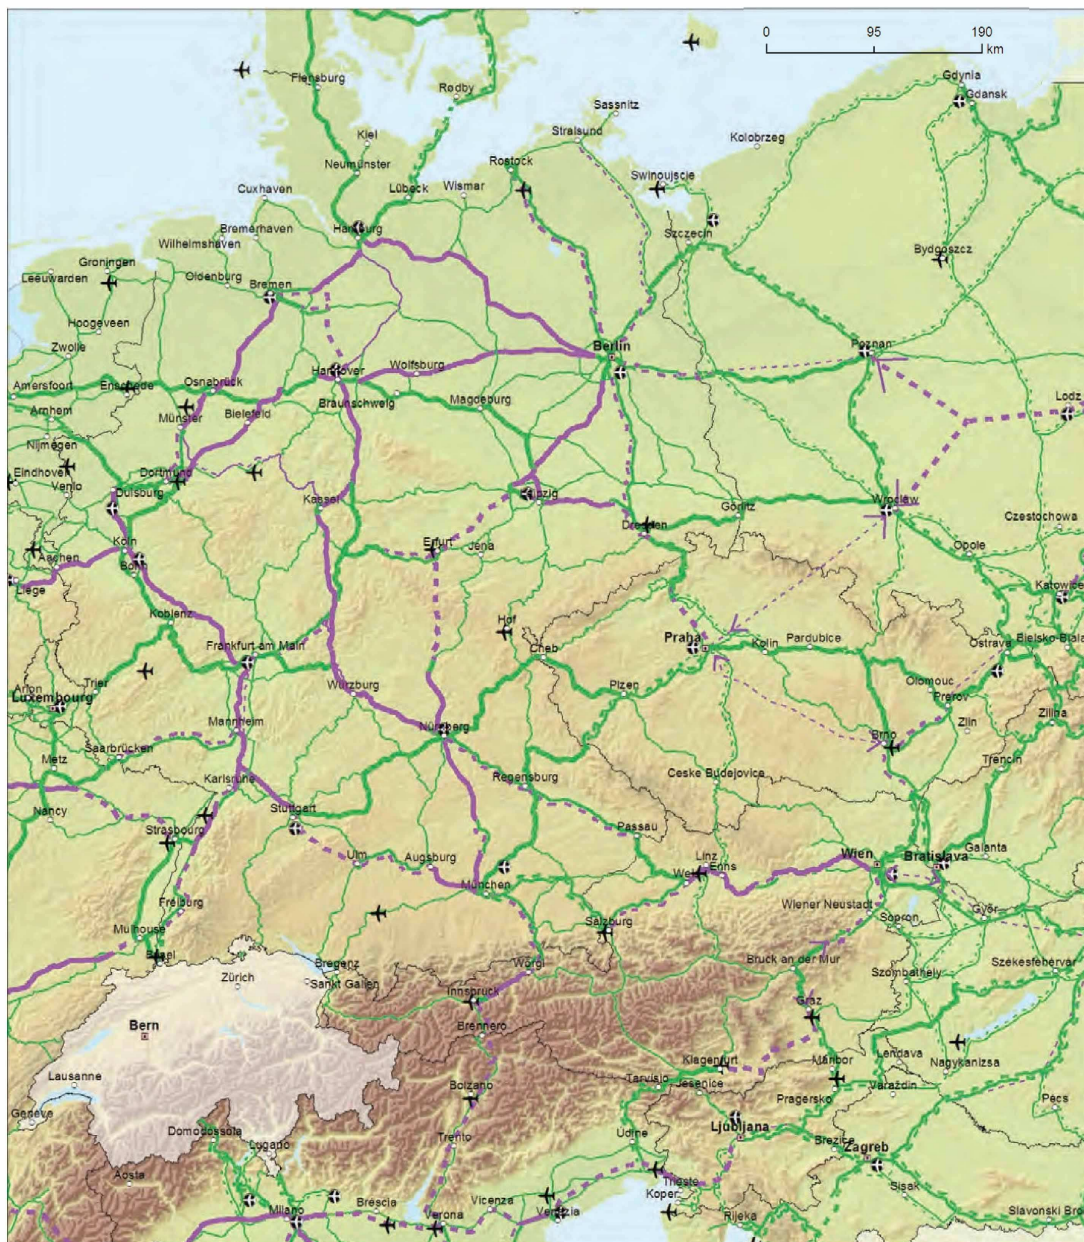 0 95 190
km
Gdynia
Gdansk
Flensburg
Rødby
Sassnitz
Stralsund
Kolobrzeg
Kiel
Rostock
Neumünster
Swinoujscie
Cuxhaven
Lübeck
Wismar
Bremerhaven
Hamburg
Szczecin
Wilhelmshaven
Bydgoszcz
Groningen
Leeuwarden
Oldenburg
Bremen
Hoogeveen
Poznan
Zwolle
Berlin
Hannover
Wolfsburg
Enschede
Osnabrück
Amersfoort
Braunschweig
Magdeburg
Lodz
Arnhem
Münster
Bielefeld
Nijmegen
Eindhoven
Dortmund
Venlo
Duisburg
Kassel
Leipzig
Wroclaw
Görlitz
Dresden
Czestochowa
Köln
Aachen
Erfurt
Jena
Opole
Bonn
Liege
Katowice
Koblenz
Hof
Praha
Kolin
Pardubice
Frankfurt am Main
Cheb
Ostrava
Bielsko-Biala
Arlon
Trier
Luxembourg
Würzburg
Plzen
Olomouc
Prerov
Mannheim
Nürnberg
Zlin
Zilina
Brno
Saarbrücken
Metz
Trencin
Karlsruhe
Regensburg
Ceske Budejovice
Nancy
Stuttgart
Strasbourg
Passau
Ulm
Augsburg
Linz
Enns
Wien
Bratislava
Galanta
Wels
München
Freiburg
Wiener Neustadt
Sopron
Györ
Mulhouse
Salzburg
Basel
Bregenz
Wörgl
Bruck an der Mur
Zürich
Sankt Gallen
Szombathely
Szekesfehervar
Innsbruck
Graz
Bern
Brennero
Klagenfurt
Maribor
Lendava
Nagykanizsa
Lausanne
Bolzano
Tarvisio
Jesenice
Pragersko
Varaždin
Pecs
Geneve
Domodossola
Lugano
Trento
Udine
Ljubljana
Brezice
Zagreb
Aosta
Trieste
Koper
Sisak
Brescia
Vicenza
Milano
Verona
Venezia
Rijeka
Slavonski Bro